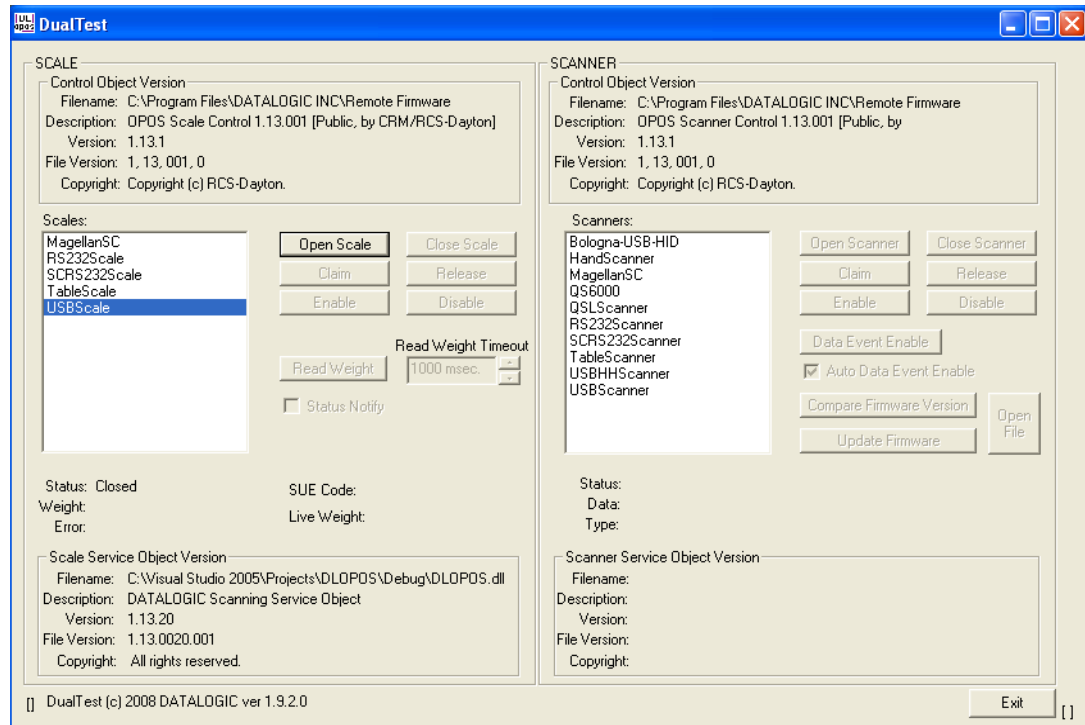 DualTest
SCALE
Control Object Version
Filename: C:\Program Files\DATALOGIC INC\Remote Firmware
Description: OPOS Scale Control 1.13.001 [Public, by CRM/RCS-Dayton]
Version: 1.13.1
File Version: 1, 13, 001, 0
Copyright: Copyright (c) RCS-Dayton.
Scales:
MagellanSC
RS232Scale
SCRS232Scale
TableScale
USBScale
Open Scale
Close Scale
Claim
Release
Enable
Disable
Read Weight Timeout
Read Weight
1000 msec.
Status Notify
Status: Closed
Weight:
Error:
SUE Code:
Live Weight:
Scale Service Object Version
Filename: C:\Visual Studio 2005\Projects\DLOPOS\Debug\DLOPOS.dll
Description: DATALOGIC Scanning Service Object
Version: 1.13.20
File Version: 1.13.0020.001
Copyright: All rights reserved.
SCANNER
Control Object Version
Filename: C:\Program Files\DATALOGIC INC\Remote Firmware
Description: OPOS Scanner Control 1.13.001 [Public, by
Version: 1.13.1
File Version: 1, 13, 001, 0
Copyright: Copyright (c) RCS-Dayton.
Scanners:
Bologna-USB-HID
HandScanner
MagellanSC
QS6000
QSLScanner
RS232Scanner
SCRS232Scanner
TableScanner
USBHHScanner
USBScanner
Open Scanner
Close Scanner
Claim
Release
Enable
Disable
Data Event Enable
Auto Data Event Enable
Compare Firmware Version
Open File
Update Firmware
Status:
Data:
Type:
Scanner Service Object Version
Filename:
Description:
Version:
File Version:
Copyright:
[] DualTest (c) 2008 DATALOGIC ver 1.9.2.0
Exit
[ ]